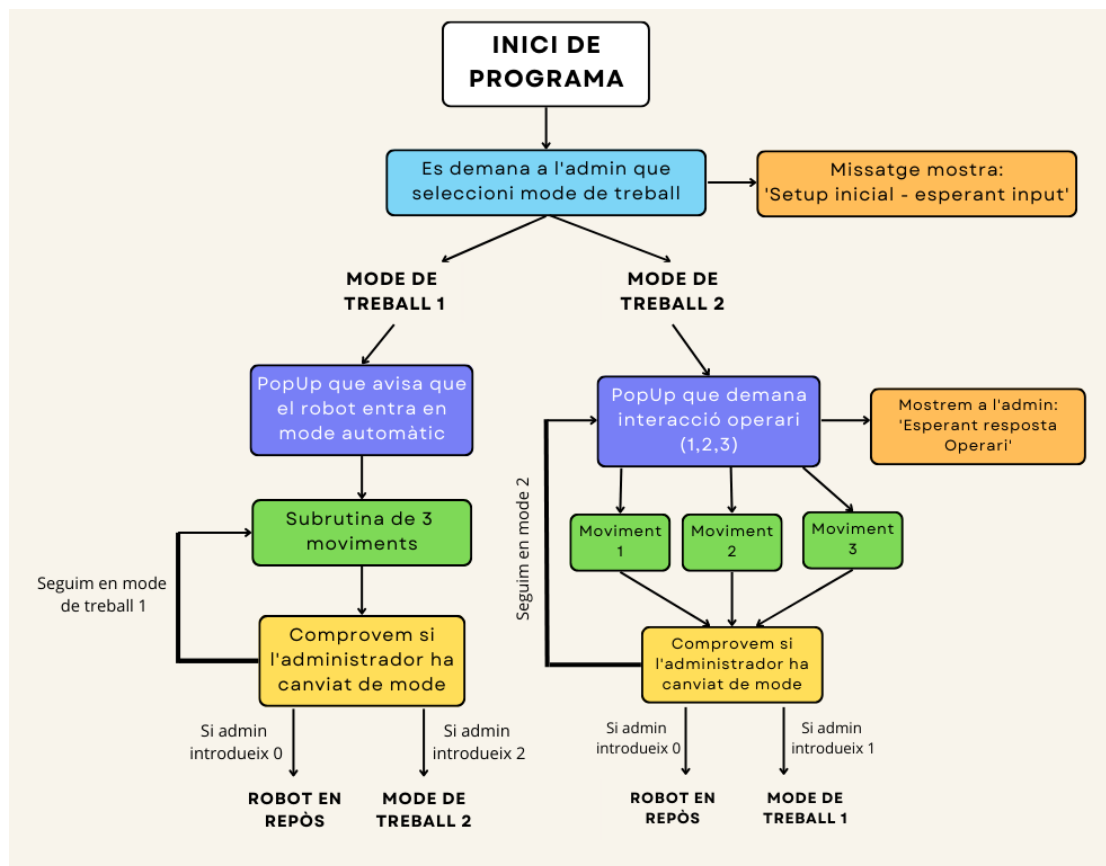 INICI DE
PROGRAMA
Es demana a l'admin que
seleccioni mode de treball
Missatge mostra:
'Setup inicial - esperant input'
MODE DE
TREBALL 1
MODE DE
TREBALL 2
PopUp que avisa que
el robot entra en
mode automàtic
PopUp que demana
interacció operari
(1,2,3)
Mostrem a l'admin:
'Esperant resposta
Operari'
Subrutina de 3
moviments
Moviment
1
Moviment
2
Moviment
3
Seguim en mode
de treball 1
Seguim en mode 2
Comprovem si
l'administrador ha
canviat de mode
Comprovem si
l'administrador ha
canviat de mode
Si admin
introdueix 0
Si admin
introdueix 2
Si admin
introdueix 0
Si admin
introdueix 1
ROBOT EN
REPÒS
MODE DE
TREBALL 2
ROBOT EN
REPÒS
MODE DE
TREBALL 1